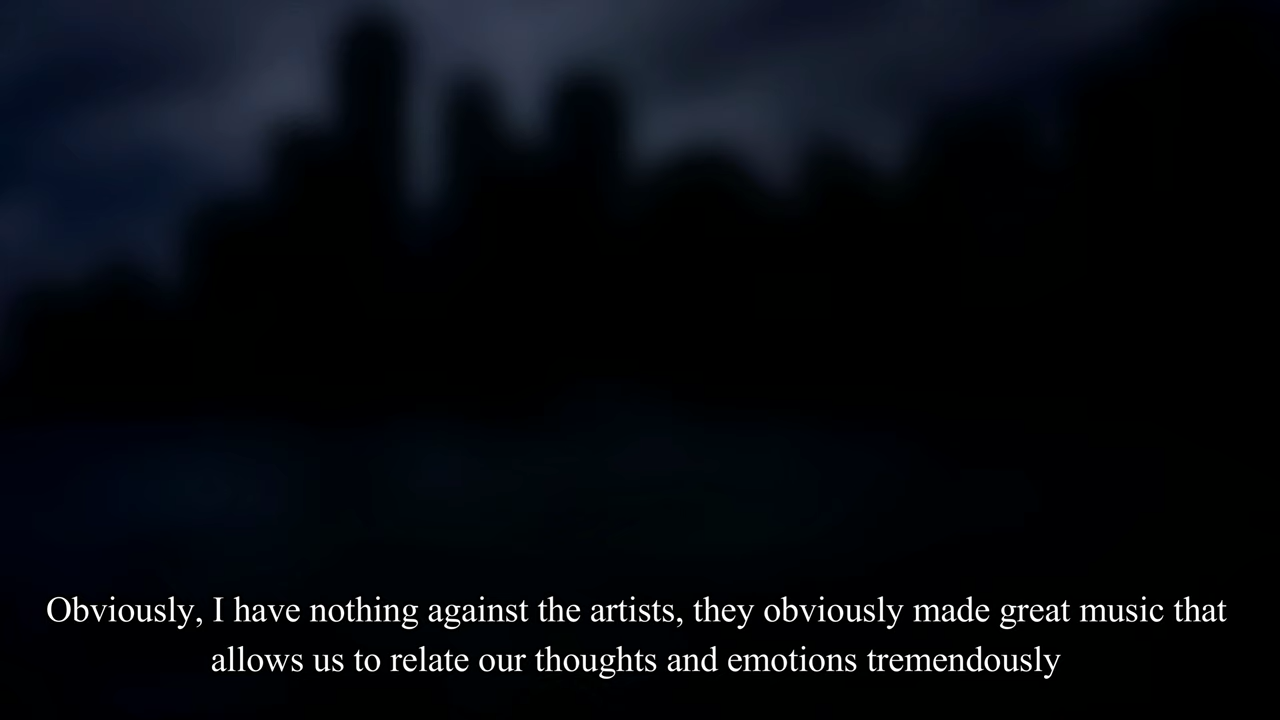 Obviously, I have nothing against the artists, they obviously made great music that
allows us to relate our thoughts and emotions tremendously